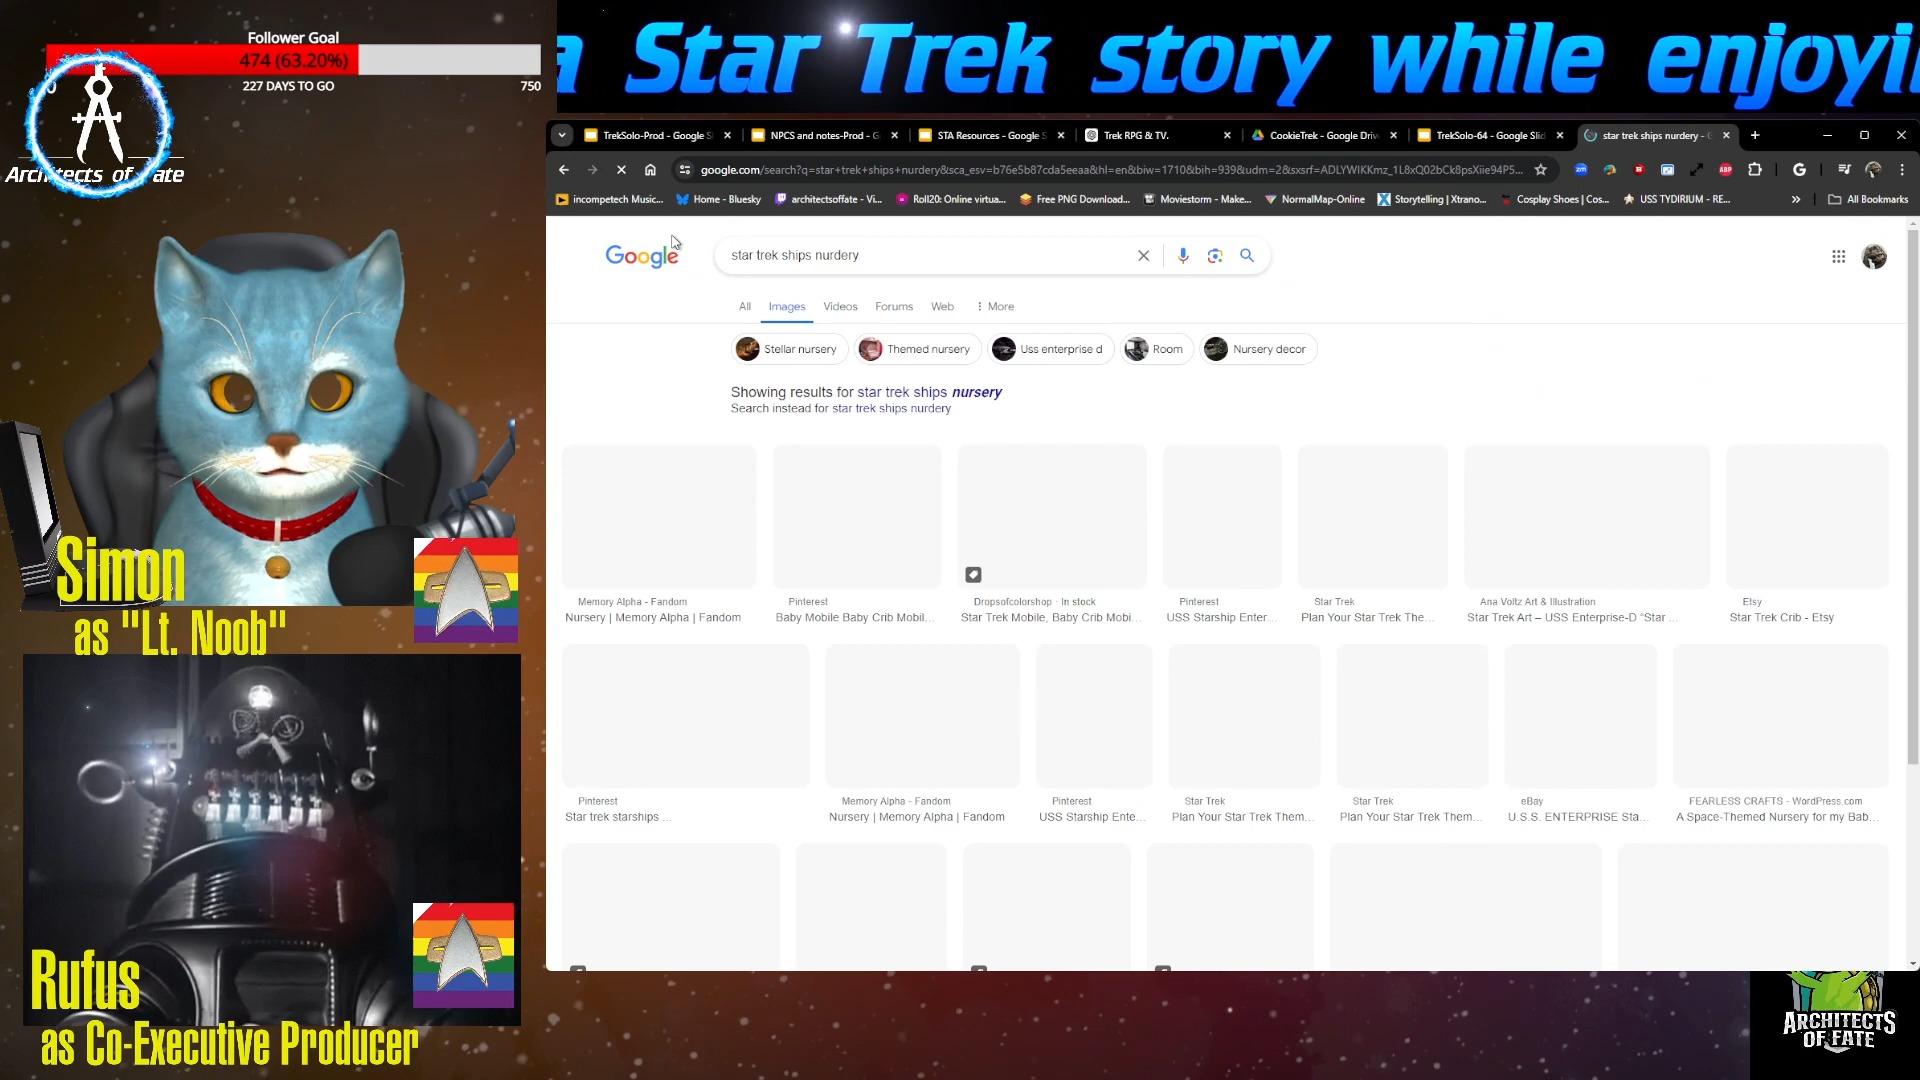 Follower Goal
474 (63.20%)
0
227 DAYS TO GO
750
Architects of Fate
a Star Trek story while enjoyi
TrekSolo-Prod - Google S
NPCS and notes-Prod - G
STA Resources - Google S
Trek RPG & TV.
CookieTrek - Google Driv
TrekSolo-64 - Google Slid
star trek ships nurdery - G
google.com/search?q=star+trek+ships+nurdery&sca_esv=b76e5b87cda5eeaa&hl=en&biw=1710&bih=939&udm=2&sxsrf=ADLYWIKKmz_1L8xQ02bCk8psXiie94P5...
incompetech Music...
Home - Bluesky
architectsoffate - Vi...
Roll20: Online virtua...
Free PNG Download...
Moviestorm - Make...
NormalMap-Online
Storytelling | Xtrano...
Cosplay Shoes | Cos...
USS TYDIRIUM - RE...
»
All Bookmarks
Google
star trek ships nurdery
All
Images
Videos
Forums
Web
More
Stellar nursery
Themed nursery
Uss enterprise d
Room
Nursery decor
Showing results for star trek ships nursery
Search instead for star trek ships nurdery
Memory Alpha - Fandom
Nursery | Memory Alpha | Fandom
Pinterest
Baby Mobile Baby Crib Mobil...
Dropsofcolorshop · In stock
Star Trek Mobile, Baby Crib Mobi...
Pinterest
USS Starship Enter...
Star Trek
Plan Your Star Trek The...
Ana Voltz Art & Illustration
Star Trek Art – USS Enterprise-D “Star ...
Etsy
Star Trek Crib - Etsy
Pinterest
Star trek starships ...
Memory Alpha - Fandom
Nursery | Memory Alpha | Fandom
Pinterest
USS Starship Ente...
Star Trek
Plan Your Star Trek Them...
Star Trek
Plan Your Star Trek Them...
eBay
U.S.S. ENTERPRISE Sta...
FEARLESS CRAFTS - WordPress.com
A Space-Themed Nursery for my Bab...
Simon
as "Lt. Noob"
Rufus
as Co-Executive Producer
ARCHITECTS
OF FATE